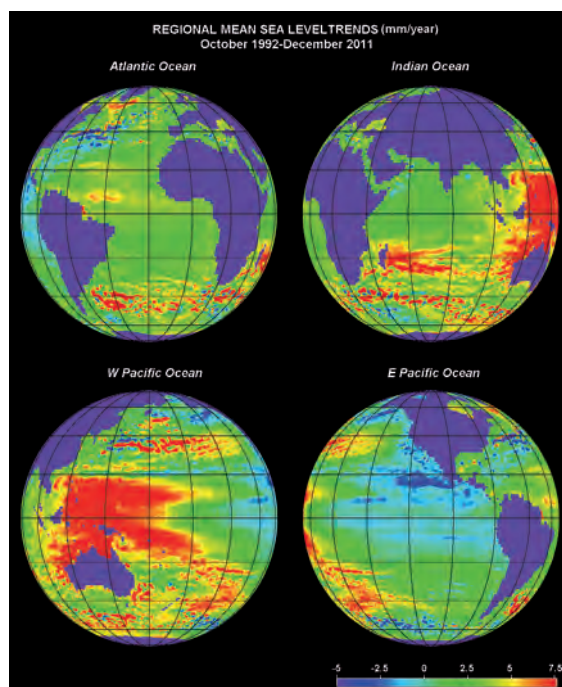 REGIONAL MEAN SEA LEVELTRENDS (mm/year)
October 1992-December 2011
Atlantic Ocean
Indian Ocean
W Pacific Ocean
E Pacific Ocean
-5 -2.5 0 2.5 5 7.5